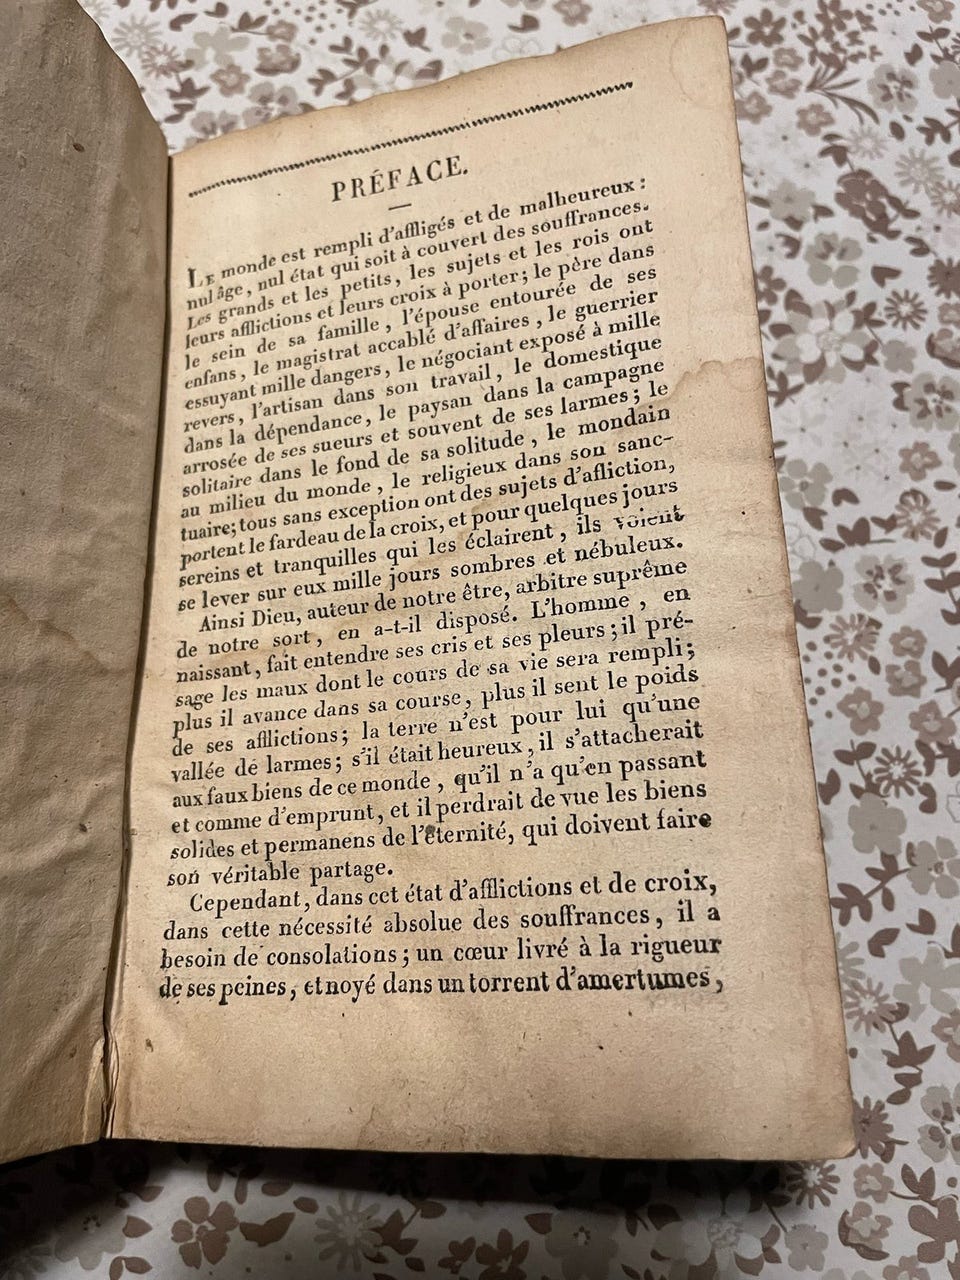 PRÉFACE.
LE monde est rempli d'affligés et de malheureux :
nul âge, nul état qui soit à couvert des souffrances.
Les grands et les petits, les sujets et les rois ont
leurs afflictions et leurs croix à porter; le père dans
le sein de sa famille, l'épouse entourée de ses
enfans, le magistrat accablé d'affaires, le guerrier
essuyant mille dangers, le négociant exposé à mille
revers, l'artisan dans son travail, le domestique
dans la dépendance, le paysan dans la campagne
arrosée de ses sueurs et souvent de ses larmes; le
solitaire dans le fond de sa solitude, le mondain
au milieu du monde, le religieux dans son sanc-
tuaire; tous sans exception ont des sujets d'afliction,
portent le fardeau de la croix, et pour quelques jours
sereins et tranquilles qui les éclairent, ils voient
se lever sur eux mille jours sombres et nébuleux.
Ainsi Dieu, auteur de notre être, arbitre suprême
de notre sort, en a-t-il disposé. L'homme, en
naissant, fait entendre ses cris et ses pleurs; il pré-
sage les maux dont le cours de sa vie sera rempli;
plus il avance dans sa course, plus il sent le poids
de ses afflictions; la terre n'est pour lui qu'une
vallée de larmes; s'il était heureux, il s'attacherait
aux faux biens de ce monde, qu'il n'a qu'en passant
et comme d'emprunt, et il perdrait de vue les biens
solides et permanens de l'éternité, qui doivent faire
son véritable partage.
Cependant, dans cet état d'afflictions et de croix,
dans cette nécessité absolue des souffrances, il a
besoin de consolations; un cœur livré à la rigueur
de ses peines, et noyé dans un torrent d'amertumes,